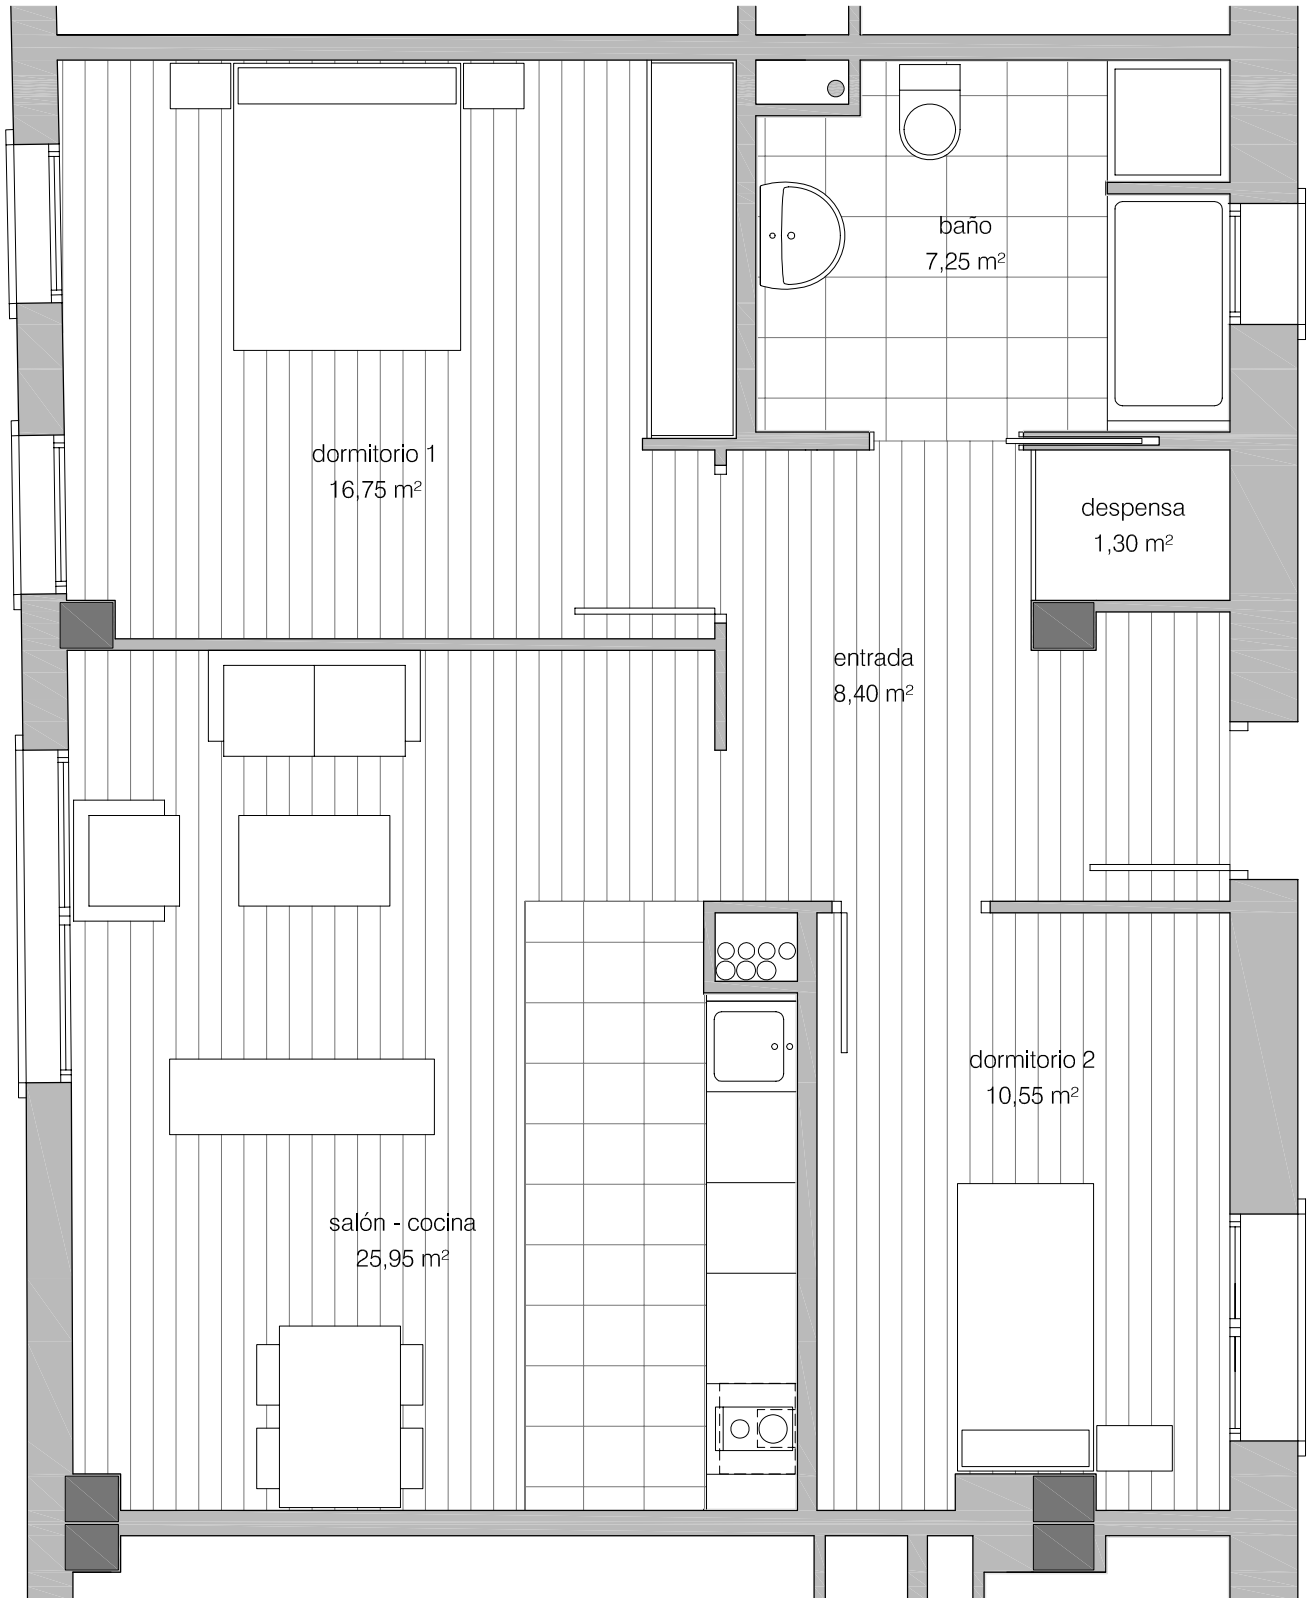 baño
7,25 m²
dormitorio 1
16,75 m²
despensa
1,30 m²
entrada
8,40 m²
dormitorio 2
10,55 m²
salón - cocina
25,95 m²